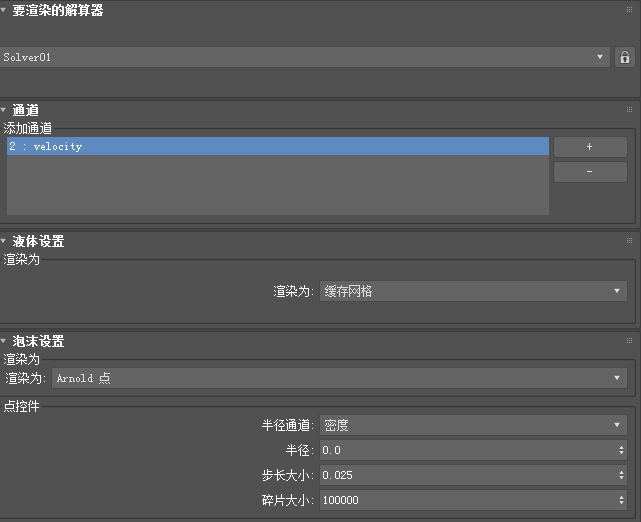 要渲染的解算器
Solver01
通道
添加通道
2 : velocity
+
-
液体设置
渲染为
渲染为: 缓存网格
泡沫设置
渲染为
渲染为: Arnold 点
点控件
半径通道: 密度
半径: 0.0
步长大小: 0.025
碎片大小: 100000